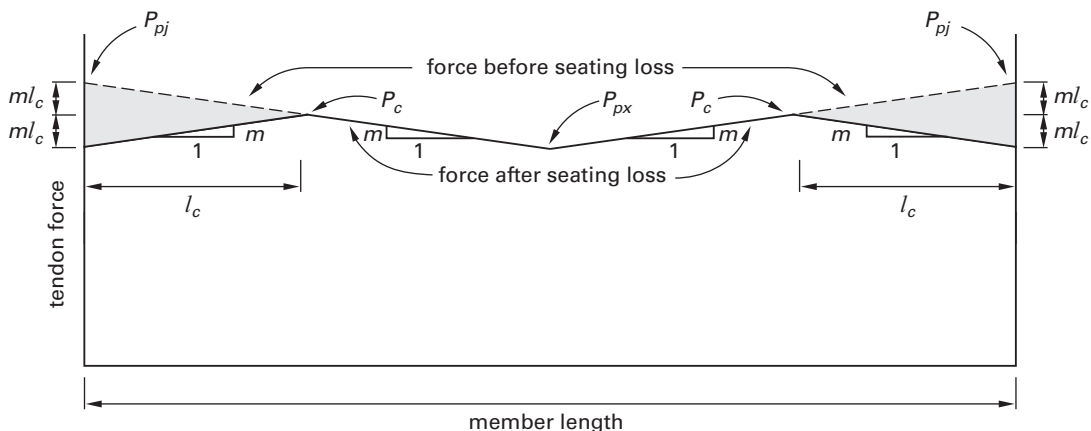 P_pj P_pj
force before seating loss
ml_c P_c P_px P_c ml_c
ml_c m m m m ml_c
1 1 1 1
force after seating loss
l_c l_c
tendon force
member length